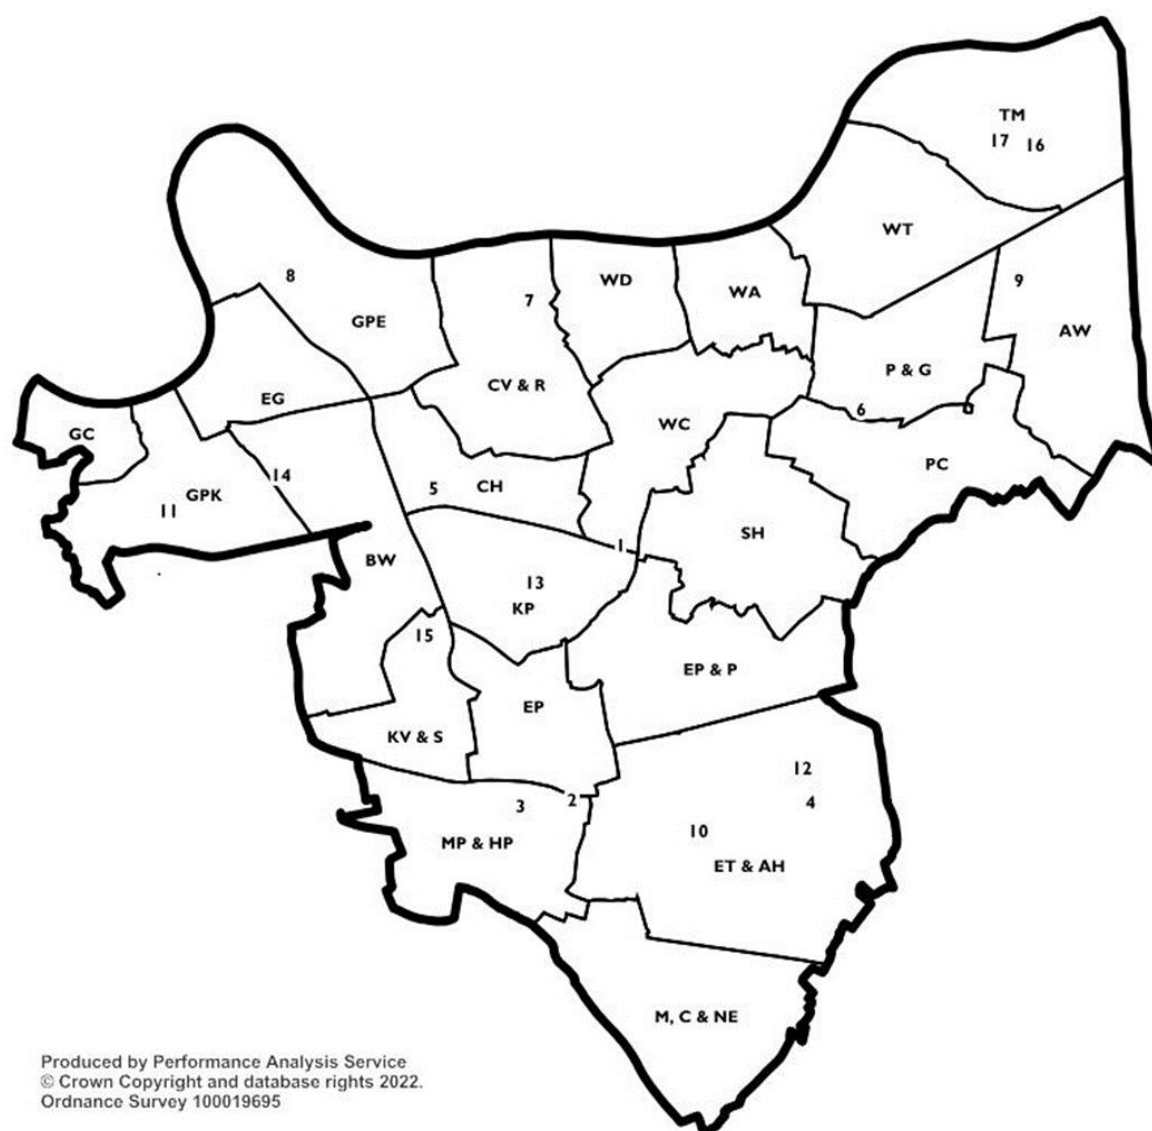 TM
17 16
WT
8
WD
9
7
WA
GPE
AW
P & G
CV & R
EG
6
WC
GC
PC
14
CH
5
GPK
11
SH
1
BW
13
KP
15
EP & P
EP
KV & S
12
3
2
4
10
MP & HP
ET & AH
M, C & NE
Produced by Performance Analysis Service
© Crown Copyright and database rights 2022.
Ordnance Survey 100019695